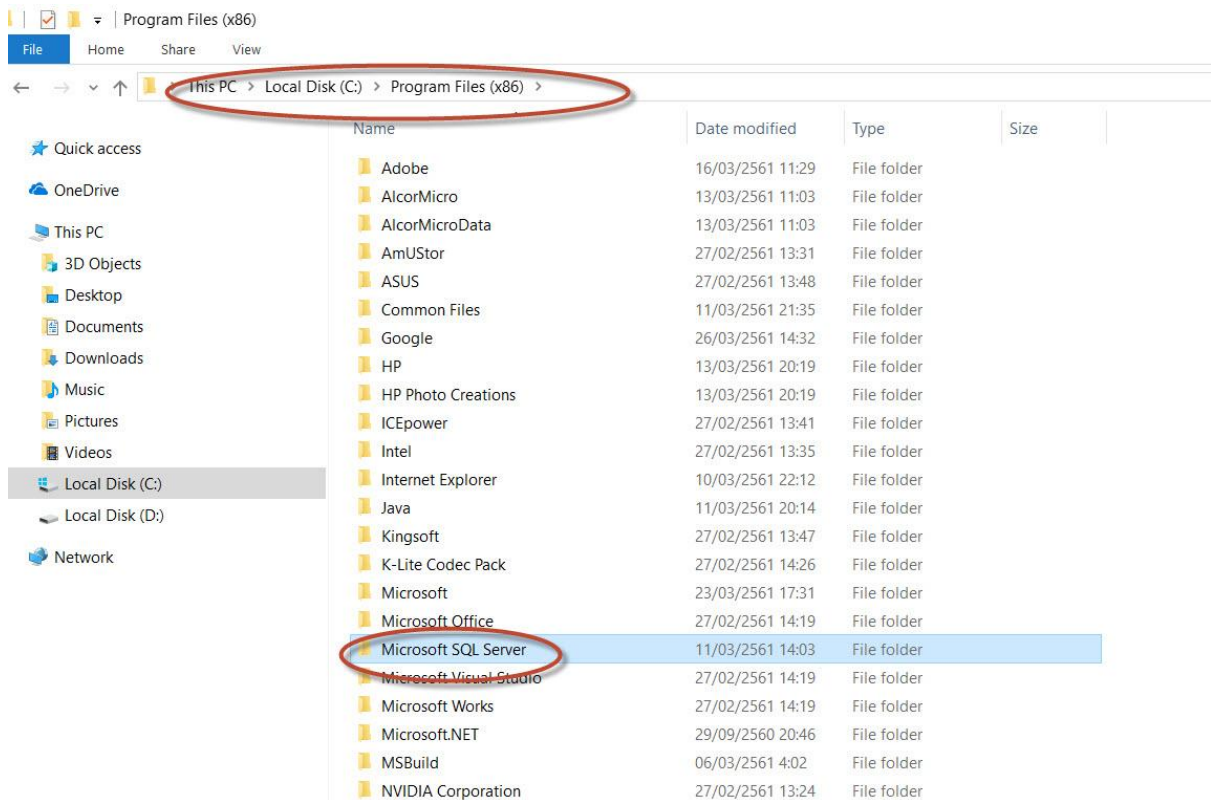 Program Files (x86)
File Home Share View
This PC > Local Disk (C:) > Program Files (x86) >
Name Date modified Type Size
Quick access
OneDrive
This PC
3D Objects
Desktop
Documents
Downloads
Music
Pictures
Videos
Local Disk (C:)
Local Disk (D:)
Network
Adobe 16/03/2561 11:29 File folder
AlcorMicro 13/03/2561 11:03 File folder
AlcorMicroData 13/03/2561 11:03 File folder
AmUStor 27/02/2561 13:31 File folder
ASUS 27/02/2561 13:48 File folder
Common Files 11/03/2561 21:35 File folder
Google 26/03/2561 14:32 File folder
HP 13/03/2561 20:19 File folder
HP Photo Creations 13/03/2561 20:19 File folder
ICEpower 27/02/2561 13:41 File folder
Intel 27/02/2561 13:35 File folder
Internet Explorer 10/03/2561 22:12 File folder
Java 11/03/2561 20:14 File folder
Kingsoft 27/02/2561 13:47 File folder
K-Lite Codec Pack 27/02/2561 14:26 File folder
Microsoft 23/03/2561 17:31 File folder
Microsoft Office 27/02/2561 14:19 File folder
Microsoft SQL Server 11/03/2561 14:03 File folder
Microsoft Visual Studio 27/02/2561 14:19 File folder
Microsoft Works 27/02/2561 14:19 File folder
Microsoft.NET 29/09/2560 20:46 File folder
MSBuild 06/03/2561 4:02 File folder
NVIDIA Corporation 27/02/2561 13:24 File folder